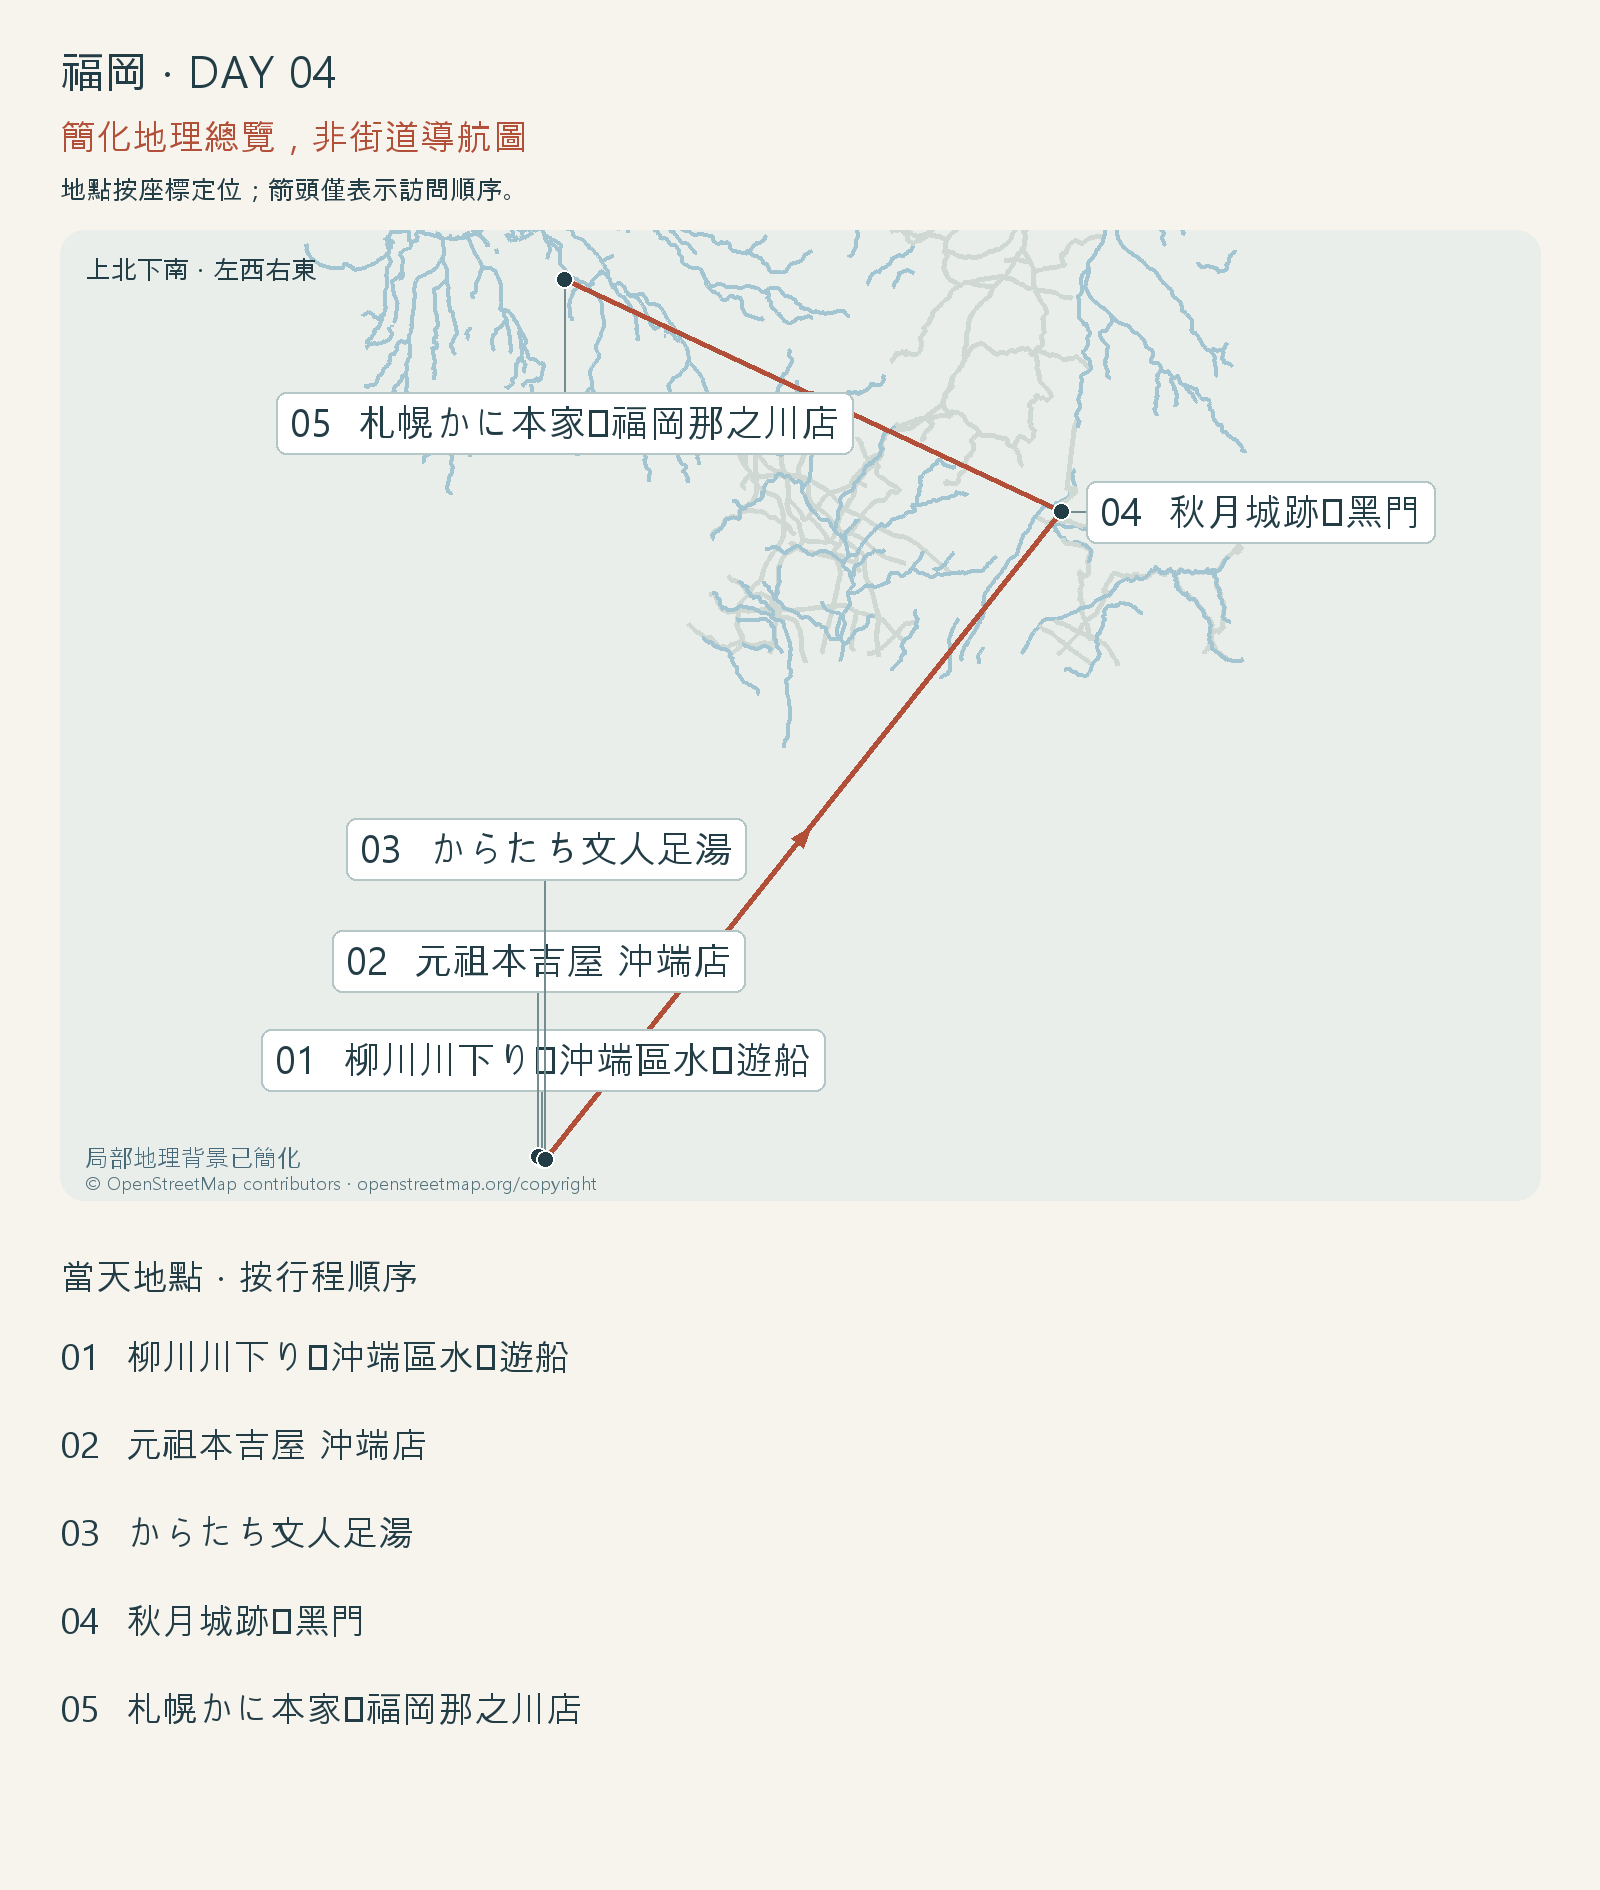 福岡 · DAY 04
簡化地理總覽，非街道導航圖
地點按座標定位；箭頭僅表示訪問順序。
上北下南 · 左西右東
05 札幌かに本家▯福岡那之川店
04 秋月城跡▯黑門
03 からたち文人足湯
02 元祖本吉屋 沖端店
01 柳川川下り▯沖端區水▯遊船
局部地理背景已簡化
© OpenStreetMap contributors · openstreetmap.org/copyright
當天地點 · 按行程順序
01 柳川川下り▯沖端區水▯遊船
02 元祖本吉屋 沖端店
03 からたち文人足湯
04 秋月城跡▯黑門
05 札幌かに本家▯福岡那之川店